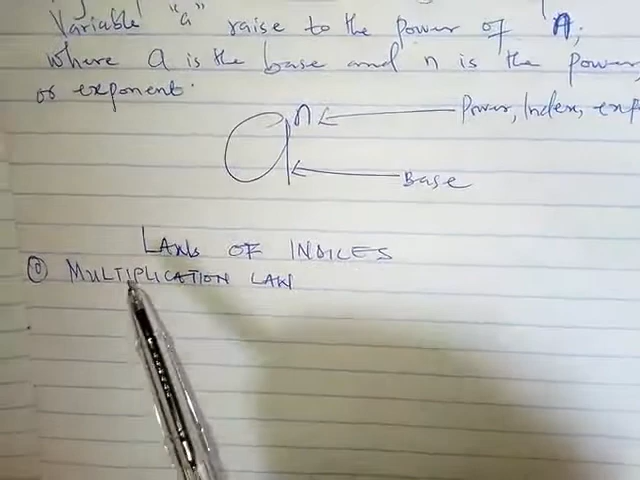 Variable "a" raise to the power of n,
where a is the base and n is the power
or exponent.
a n Power, Index, exp
Base
LAWS OF INDICES
① MULTIPLICATION LAW